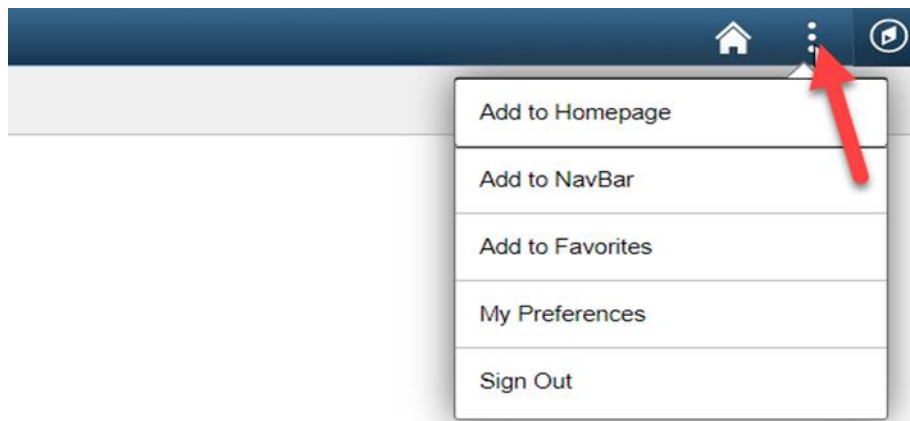 Add to Homepage
Add to NavBar
Add to Favorites
My Preferences
Sign Out